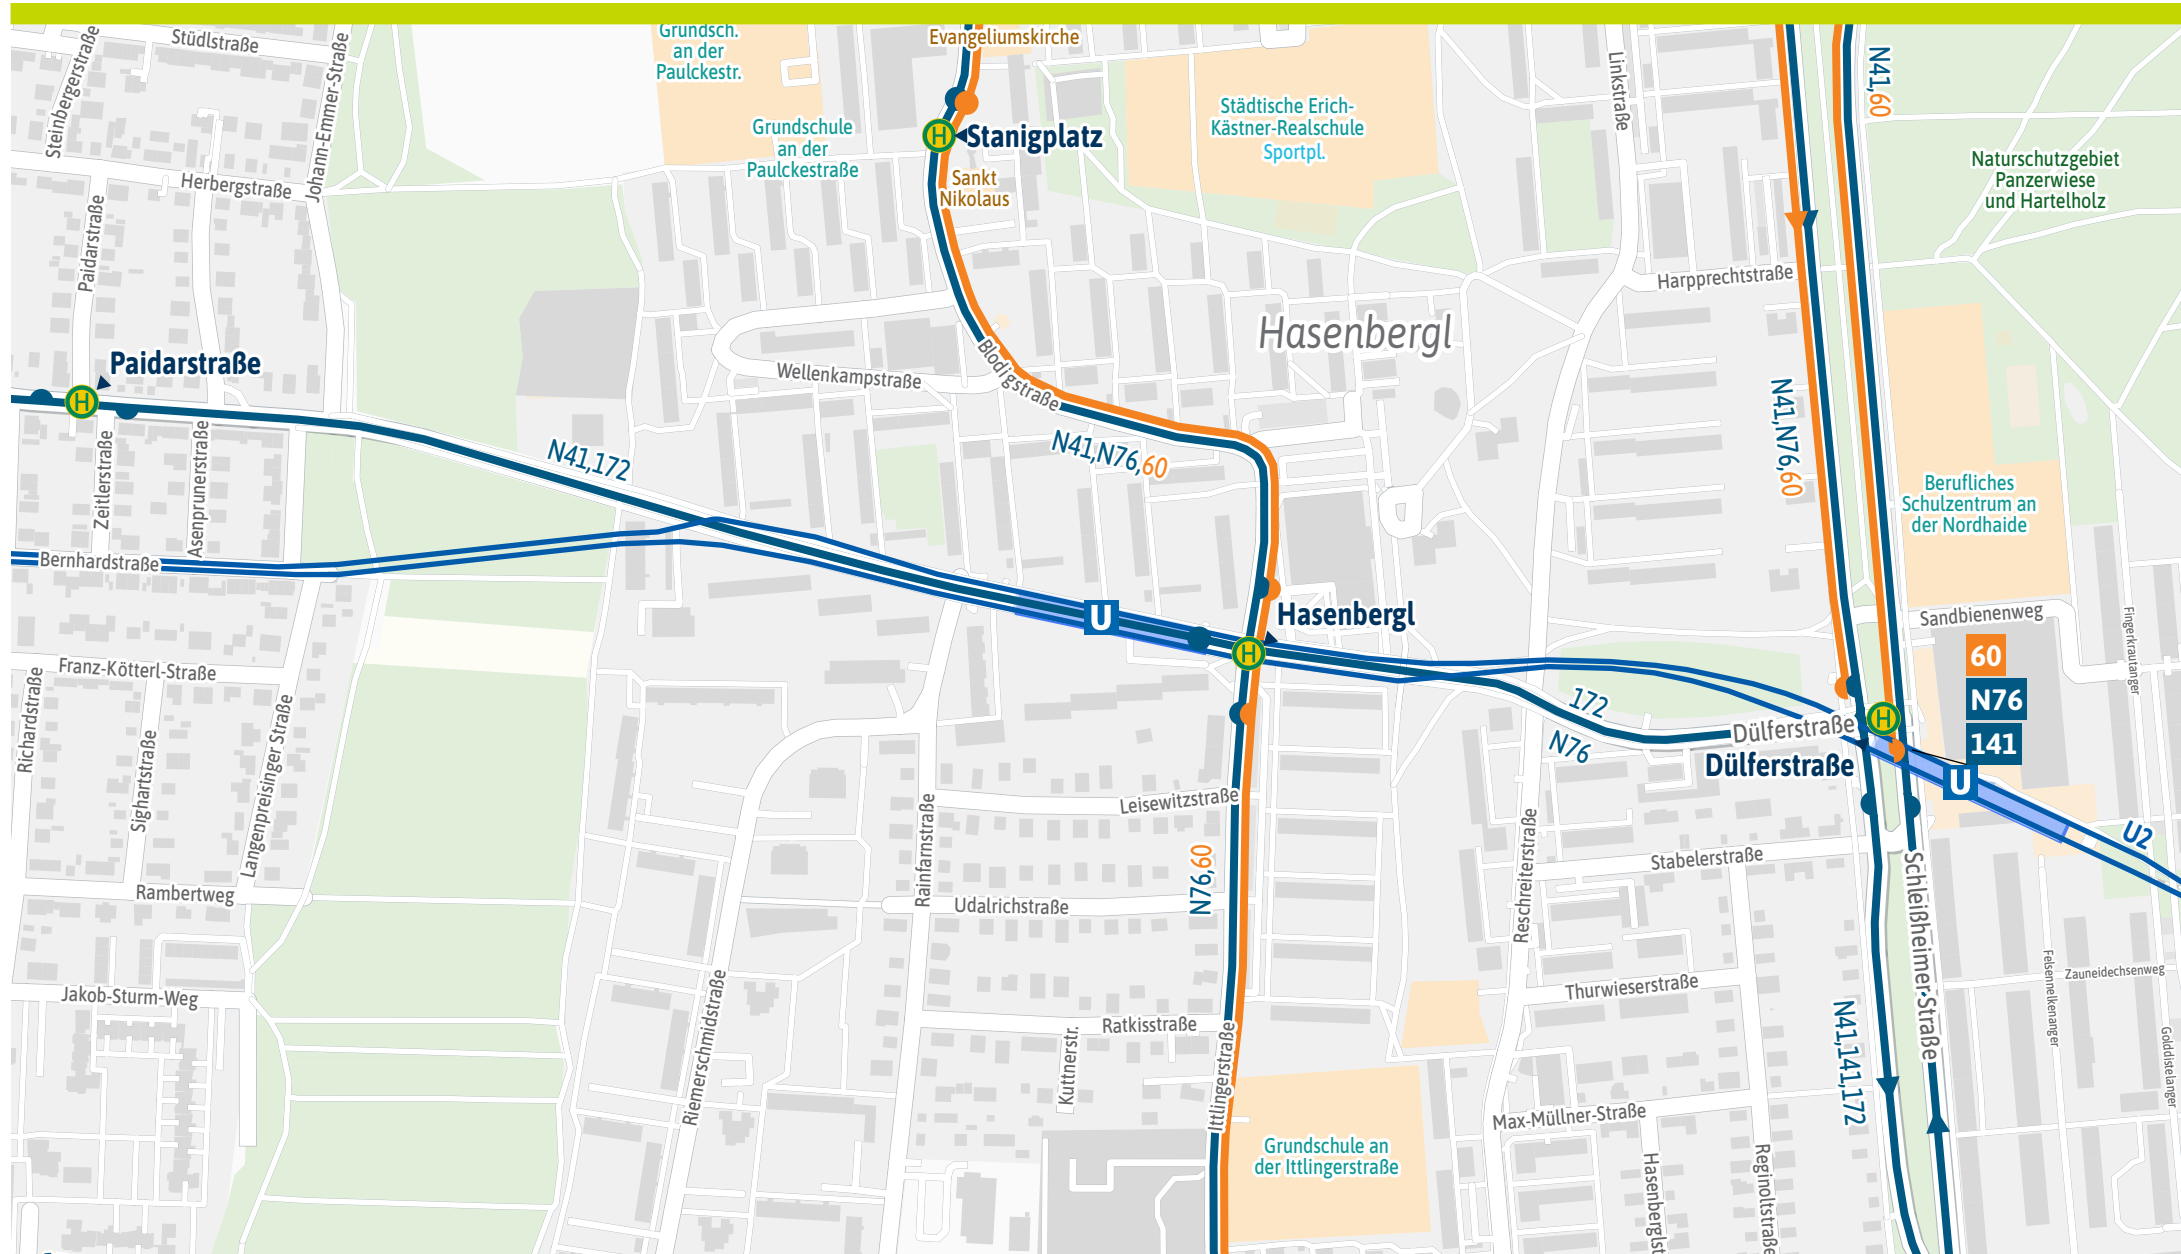 Stüdlstraße
Steinbergerstraße
Johann-Emmer-Straße
Herbergstraße
Paidarstraße
Paidarstraße
H
Zeitlerstraße
Asenprunerstraße
Bernhardstraße
Franz-Kötterl-Straße
Richardstraße
Sighartstraße
Langenpreisinger Straße
Rambertweg
Jakob-Sturm-Weg
Grundsch.
an der
Paulckestr.
Grundschule
an der
Paulckestraße
Evangeliumskirche
H
Stanigplatz
Sankt
Nikolaus
Städtische Erich-
Kästner-Realschule
Sportpl.
Linkstraße
N41,60
Naturschutzgebiet
Panzerwiese
und Hartelholz
Harpprechtstraße
Hasenbergl
Blodigstraße
Wellenkampstraße
N41,172
N41,N76,60
N41,N76,60
Berufliches
Schulzentrum an
der Nordhaide
U
H
Hasenbergl
Sandbienenweg
Fingerkrautanger
60
N76
141
172
N76
Dülferstraße
H
Dülferstraße
U
U2
Leisewitzstraße
Rainfarnstraße
N76,60
Udalrichstraße
Reschreiterstraße
Stabelerstraße
Schleißheimer Straße
Thurwieserstraße
Felsennelkenanger
Zauneidechsenweg
Golddistelanger
N41,141,172
Riemerschmidstraße
Ratkisstraße
Kuttnerstr.
Ittlingerstraße
Max-Müllner-Straße
Grundschule an
der Ittlingerstraße
Hasenberglst
Reginoltstraße